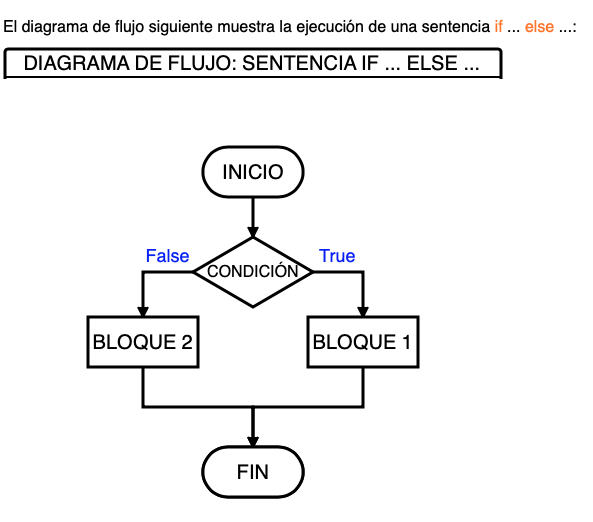 El diagrama de flujo siguiente muestra la ejecución de una sentencia if ... else ...:
DIAGRAMA DE FLUJO: SENTENCIA IF ... ELSE ...
INICIO
False
True
CONDICIÓN
BLOQUE 2
BLOQUE 1
FIN